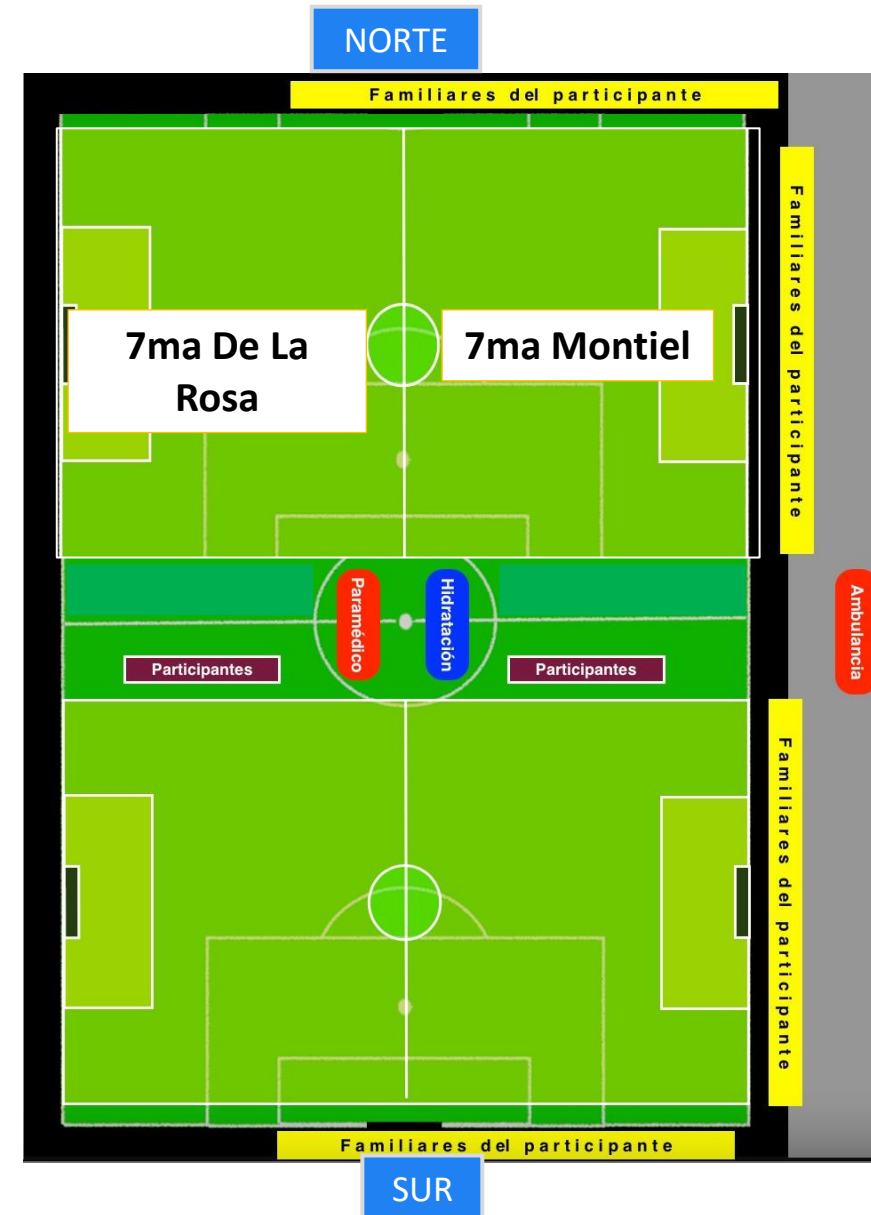 NORTE
Familiares del participante
Familiares del participante
7ma De La
Rosa
7ma Montiel
Paramédico
Hidratación
Ambulancia
Participantes
Participantes
Familiares del participante
Familiares del participante
SUR